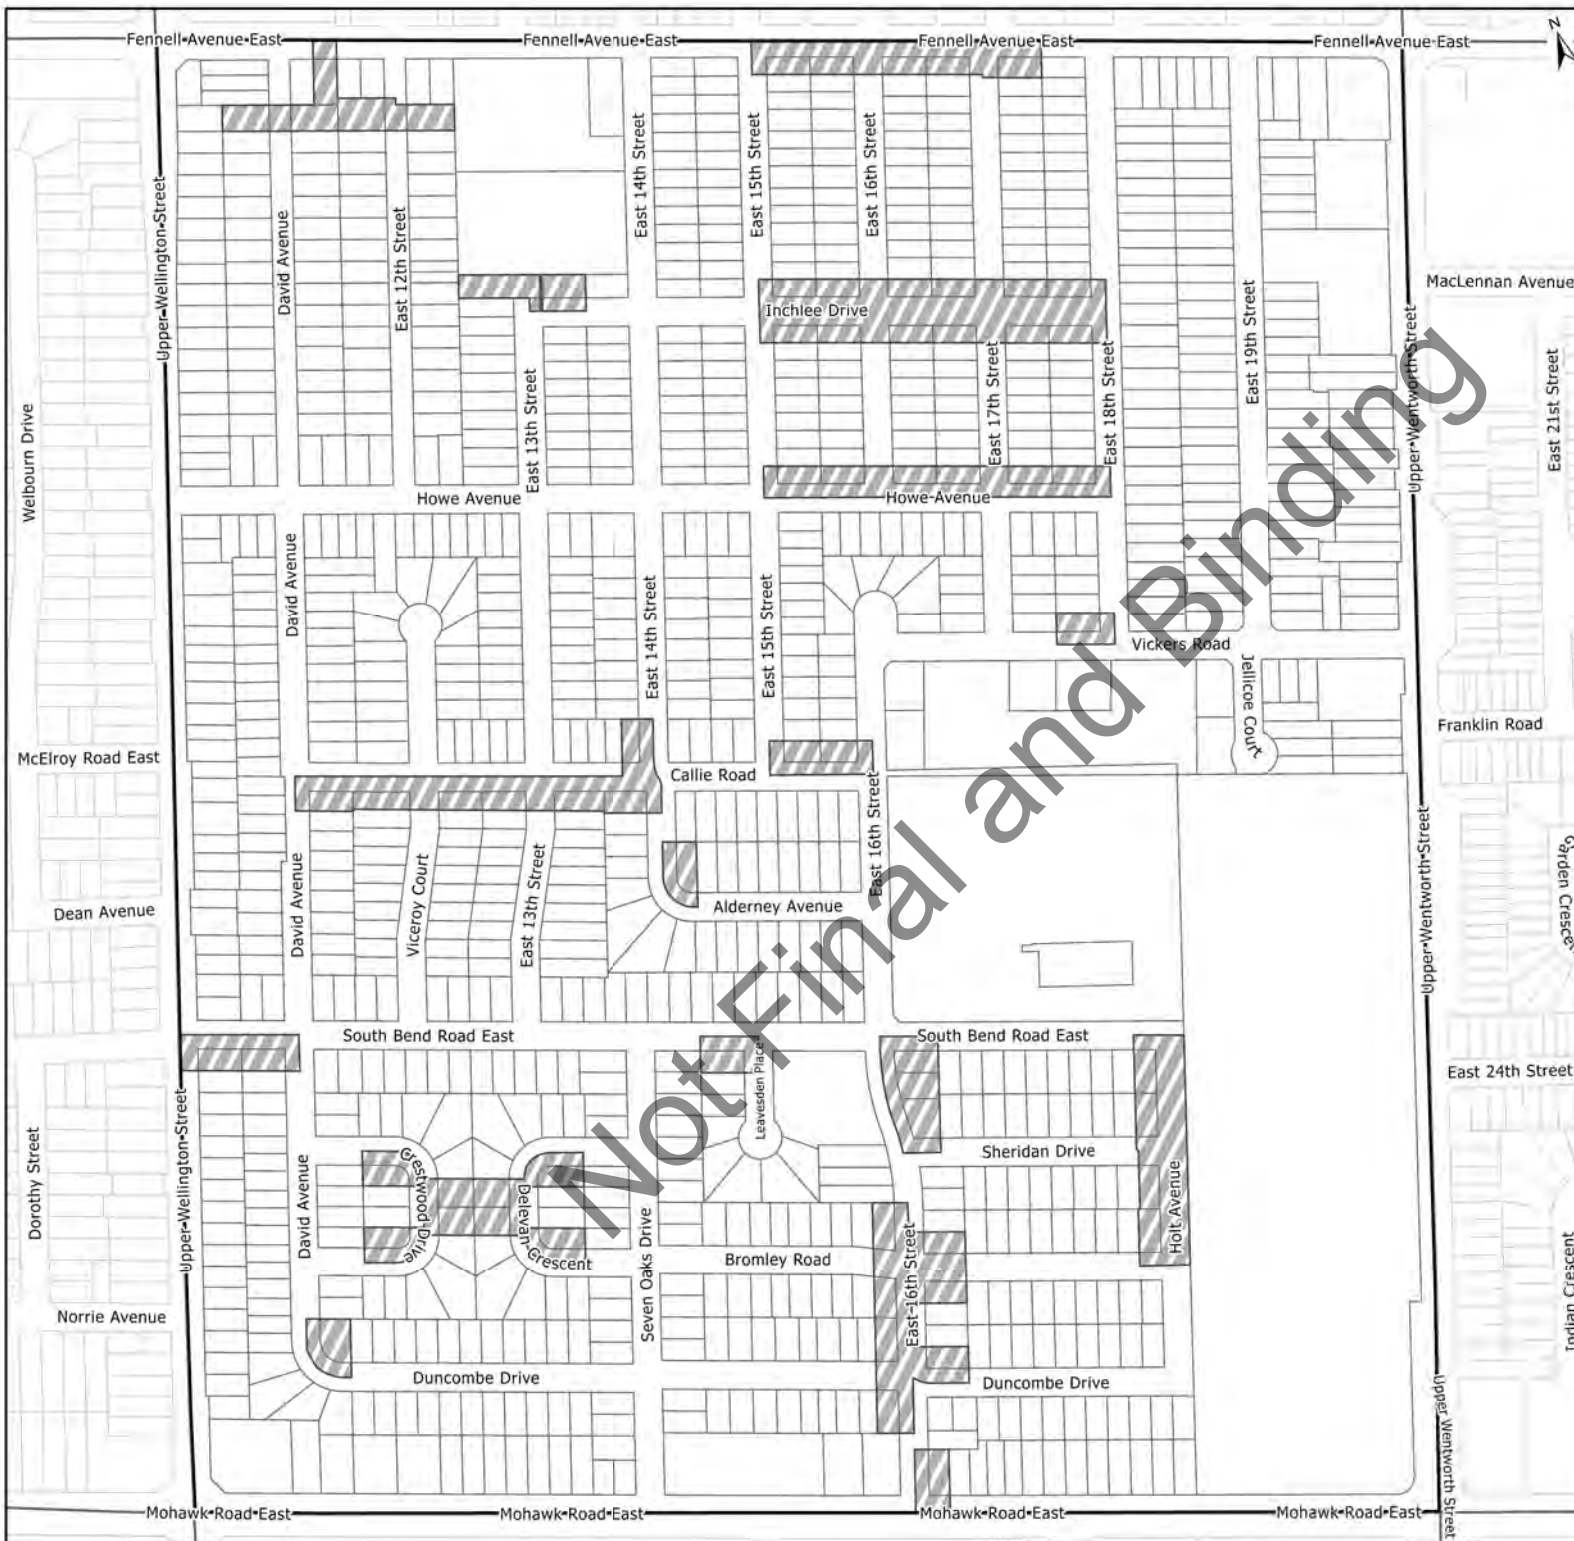 Fennell Avenue East
Fennell Avenue East
Fennell Avenue East
Fennell Avenue East
N
Upper Wellington Street
David Avenue
East 12th Street
East 14th Street
East 15th Street
East 16th Street
MacLennan Avenue
Inchlee Drive
East 13th Street
East 17th Street
East 18th Street
East 19th Street
Upper Wentworth Street
East 21st Street
Welbourn Drive
Howe Avenue
Howe Avenue
David Avenue
East 14th Street
East 15th Street
Vickers Road
Jellicoe Court
Franklin Road
McElroy Road East
Callie Road
East 16th Street
Viceroy Court
East 13th Street
David Avenue
Dean Avenue
Alderney Avenue
Upper Wentworth Street
Garden Crescent
South Bend Road East
South Bend Road East
Leavesden Place
East 24th Street
Upper Wellington Street
Dorothy Street
David Avenue
Crestwood Drive
Delevan Crescent
Seven Oaks Drive
Sheridan Drive
Holt Avenue
Bromley Road
East 16th Street
Indian Crescent
Norrie Avenue
Duncombe Drive
Duncombe Drive
Upper Wentworth Street
Mohawk Road East
Mohawk Road East
Mohawk Road East
Mohawk Road East
Not Final and Binding